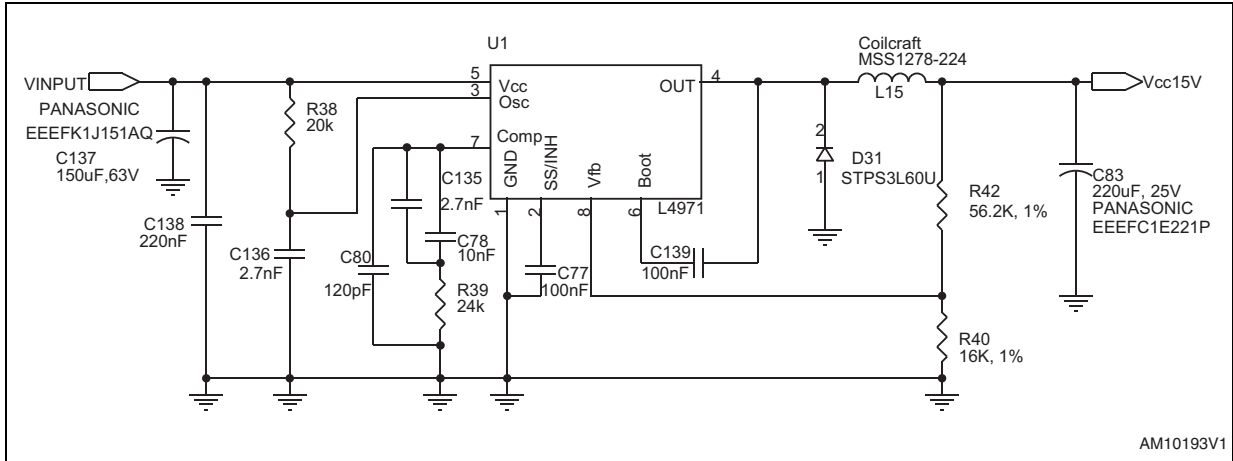 U1
Coilcraft
MSS1278-224
VINPUT
5
Vcc
OUT
4
L15
Vcc15V
3
Osc
PANASONIC
EEEFK1J151AQ
C137
150uF,63V
R38
20k
7
Comp
GND
SS/INH
Vfb
Boot
L4971
1
2
8
6
2
1
D31
STPS3L60U
C135
2.7nF
C78
10nF
C138
220nF
C136
2.7nF
C80
120pF
R39
24k
C77
100nF
C139
100nF
R42
56.2K, 1%
C83
220uF, 25V
PANASONIC
EEEFC1E221P
R40
16K, 1%
AM10193V1